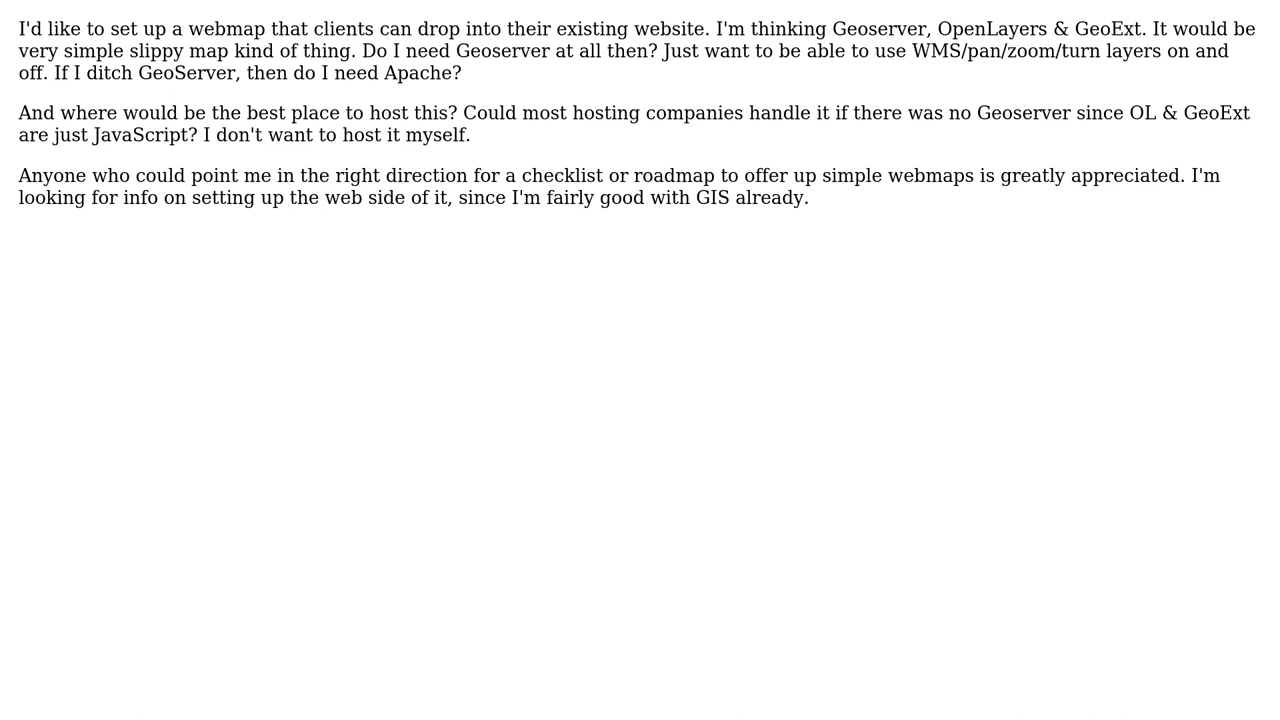 I'd like to set up a webmap that clients can drop into their existing website. I'm thinking Geoserver, OpenLayers & GeoExt. It would be
very simple slippy map kind of thing. Do I need Geoserver at all then? Just want to be able to use WMS/pan/zoom/turn layers on and
off. If I ditch GeoServer, then do I need Apache?
And where would be the best place to host this? Could most hosting companies handle it if there was no Geoserver since OL & GeoExt
are just JavaScript? I don't want to host it myself.
Anyone who could point me in the right direction for a checklist or roadmap to offer up simple webmaps is greatly appreciated. I'm
looking for info on setting up the web side of it, since I'm fairly good with GIS already.